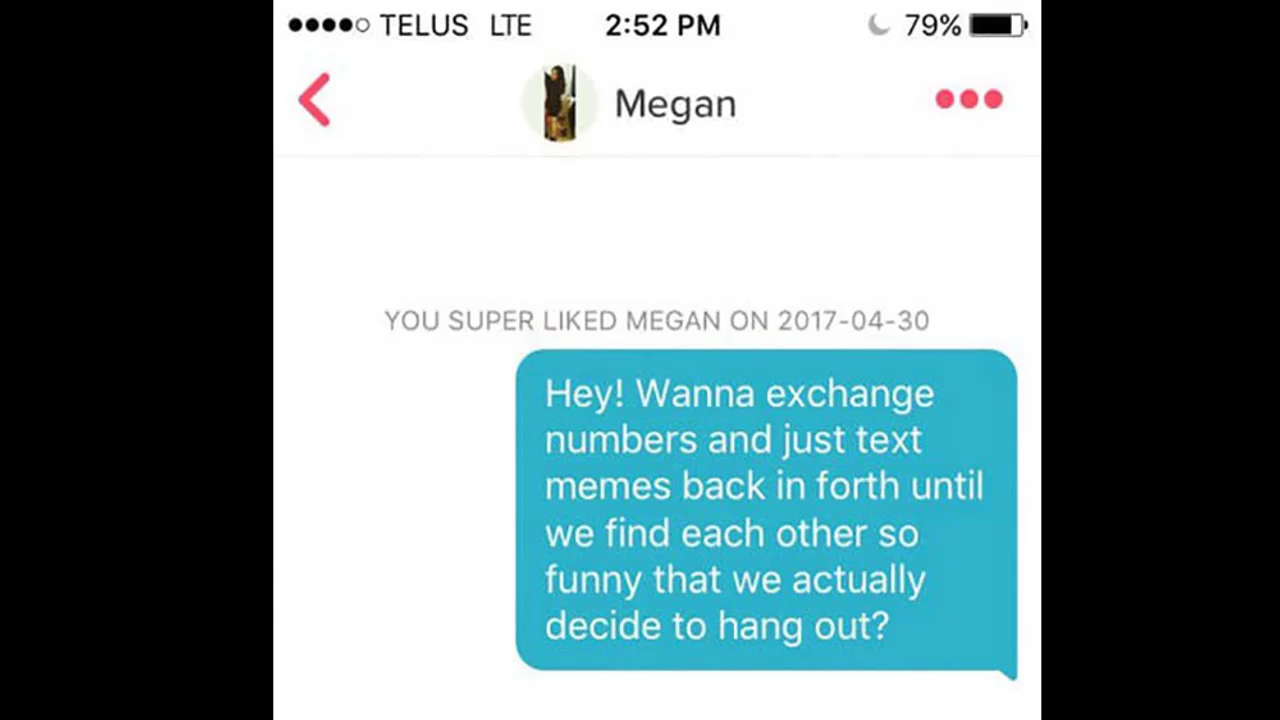 TELUS LTE 2:52 PM 79%
Megan
YOU SUPER LIKED MEGAN ON 2017-04-30
Hey! Wanna exchange
numbers and just text
memes back in forth until
we find each other so
funny that we actually
decide to hang out?